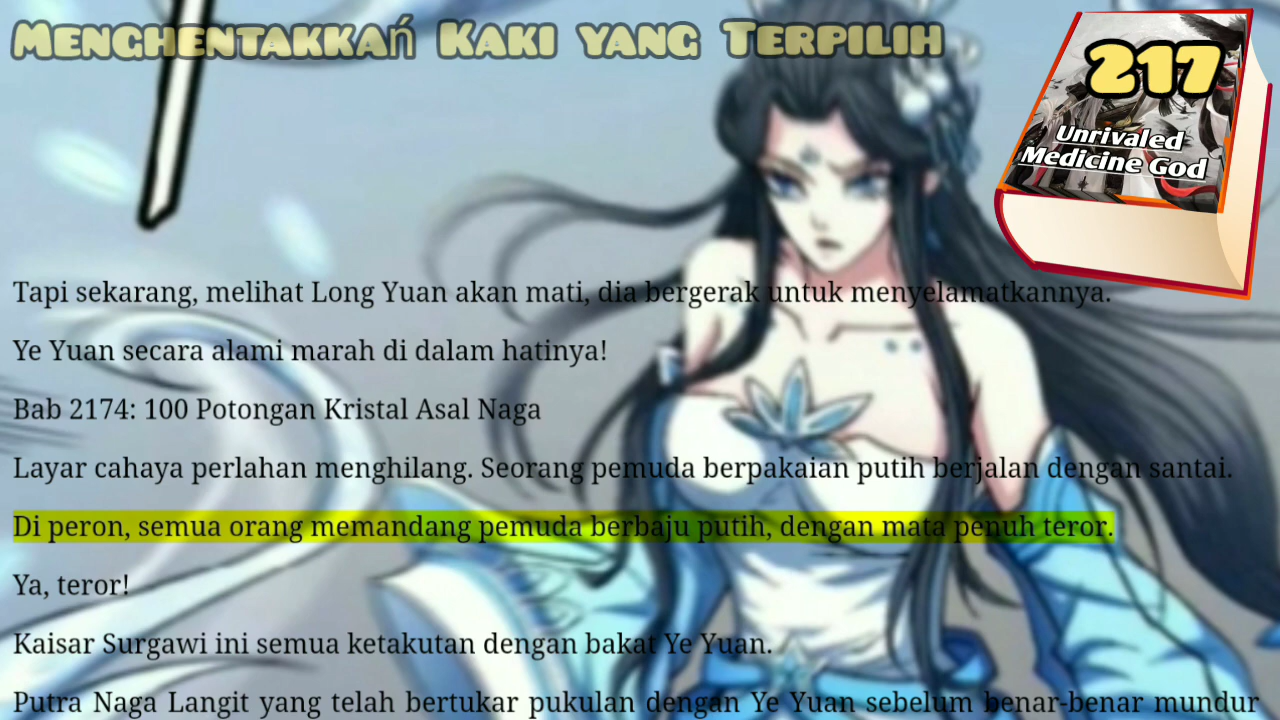 Menghentakkań Kaki yang Terpilih
217
Unrivaled
Medicine God
Tapi sekarang, melihat Long Yuan akan mati, dia bergerak untuk menyelamatkannya.
Ye Yuan secara alami marah di dalam hatinya!
Bab 2174: 100 Potongan Kristal Asal Naga
Layar cahaya perlahan menghilang. Seorang pemuda berpakaian putih berjalan dengan santai.
Di peron, semua orang memandang pemuda berbaju putih, dengan mata penuh teror.
Ya, teror!
Kaisar Surgawi ini semua ketakutan dengan bakat Ye Yuan.
Putra Naga Langit yang telah bertukar pukulan dengan Ye Yuan sebelum benar-benar mundur